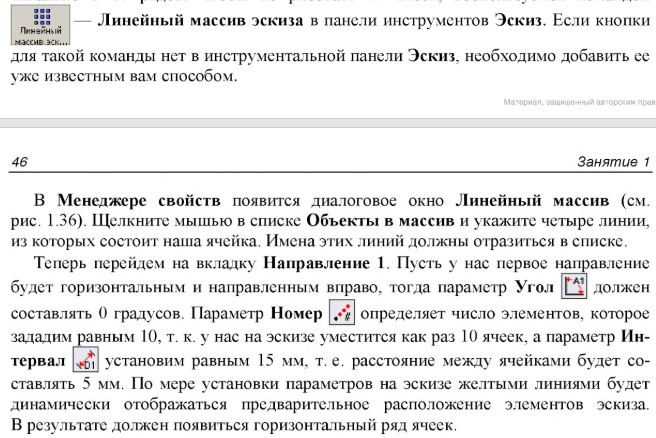 Линейный
массив эск...
— Линейный массив эскиза в панели инструментов Эскиз. Если кнопки
для такой команды нет в инструментальной панели Эскиз, необходимо добавить ее
уже известным вам способом.
Материал, защищенный авторским прав
46 Занятие 1
В Менеджере свойств появится диалоговое окно Линейный массив (см.
рис. 1.36). Щелкните мышью в списке Объекты в массив и укажите четыре линии,
из которых состоит наша ячейка. Имена этих линий должны отразиться в списке.
Теперь перейдем на вкладку Направление 1. Пусть у нас первое направление
будет горизонтальным и направленным вправо, тогда параметр Угол A1 должен
составлять 0 градусов. Параметр Номер # определяет число элементов, которое
зададим равным 10, т. к. у нас на эскизе уместится как раз 10 ячеек, а параметр Ин-
тервал D1 установим равным 15 мм, т. е. расстояние между ячейками будет со-
ставлять 5 мм. По мере установки параметров на эскизе желтыми линиями будет
динамически отображаться предварительное расположение элементов эскиза.
В результате должен появиться горизонтальный ряд ячеек.